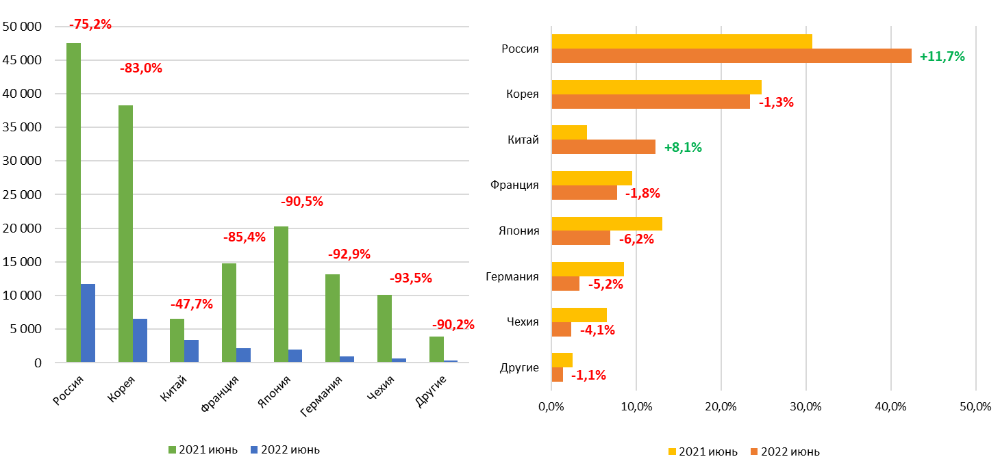 50 000
45 000
40 000
35 000
30 000
25 000
20 000
15 000
10 000
5 000
0
-75,2%
-83,0%
-47,7%
-85,4%
-90,5%
-92,9%
-93,5%
-90,2%
Россия
Корея
Китай
Франция
Япония
Германия
Чехия
Другие
2021 июнь
2022 июнь
Россия
+11,7%
Корея
-1,3%
Китай
+8,1%
Франция
-1,8%
Япония
-6,2%
Германия
-5,2%
Чехия
-4,1%
Другие
-1,1%
0,0%
10,0%
20,0%
30,0%
40,0%
50,0%
2021 июнь
2022 июнь